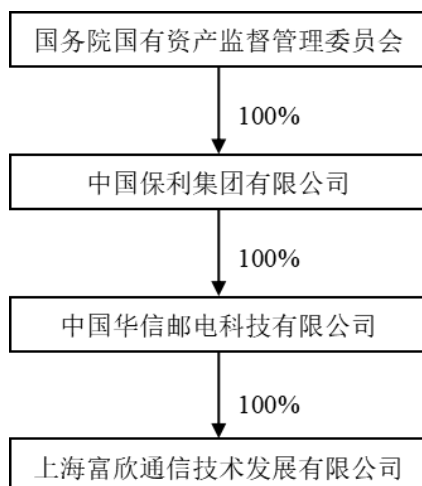 国务院国有资产监督管理委员会
100%
中国保利集团有限公司
100%
中国华信邮电科技有限公司
100%
上海富欣通信技术发展有限公司